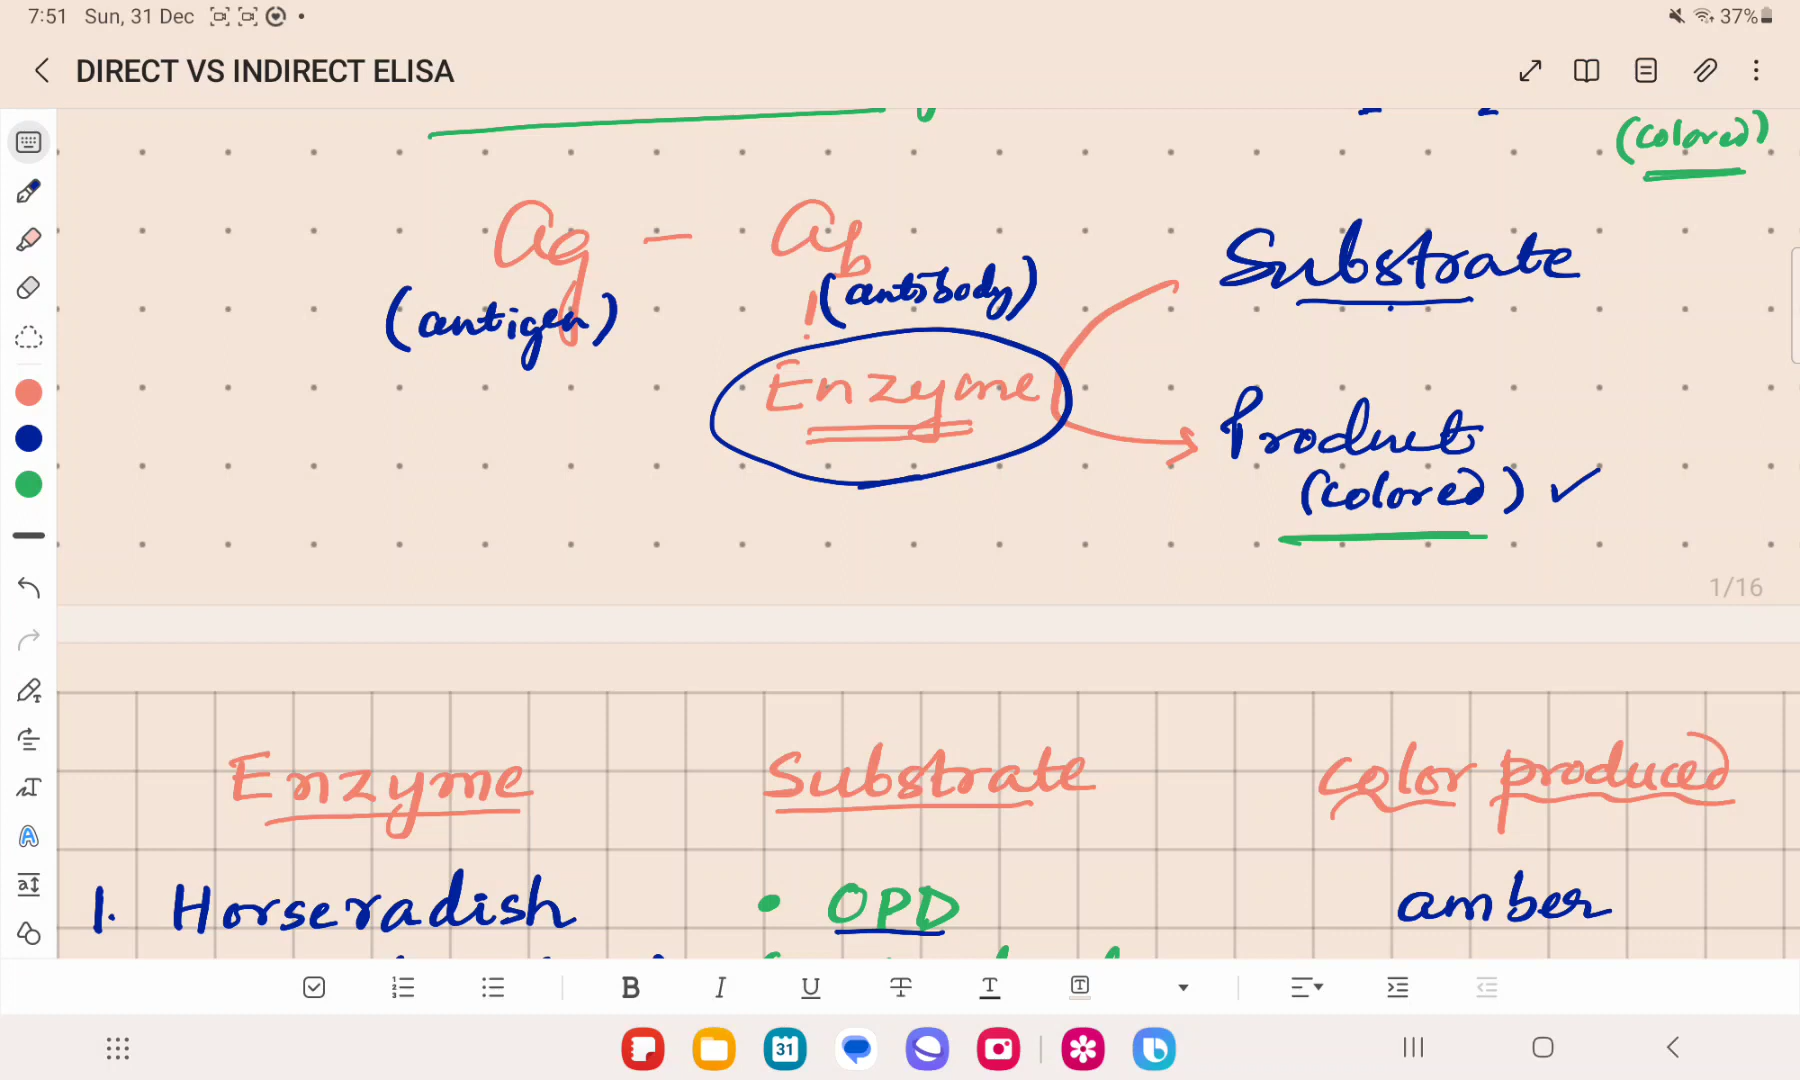 7:51 Sun, 31 Dec
37%
DIRECT VS INDIRECT ELISA
(colored)
Ag — Ab
(antigen)
(antibody)
Substrate
Enzyme
Product
(colored) ✓
1/16
Enzyme Substrate Color produced
1. Horseradish • OPD amber
B I U T T T
31